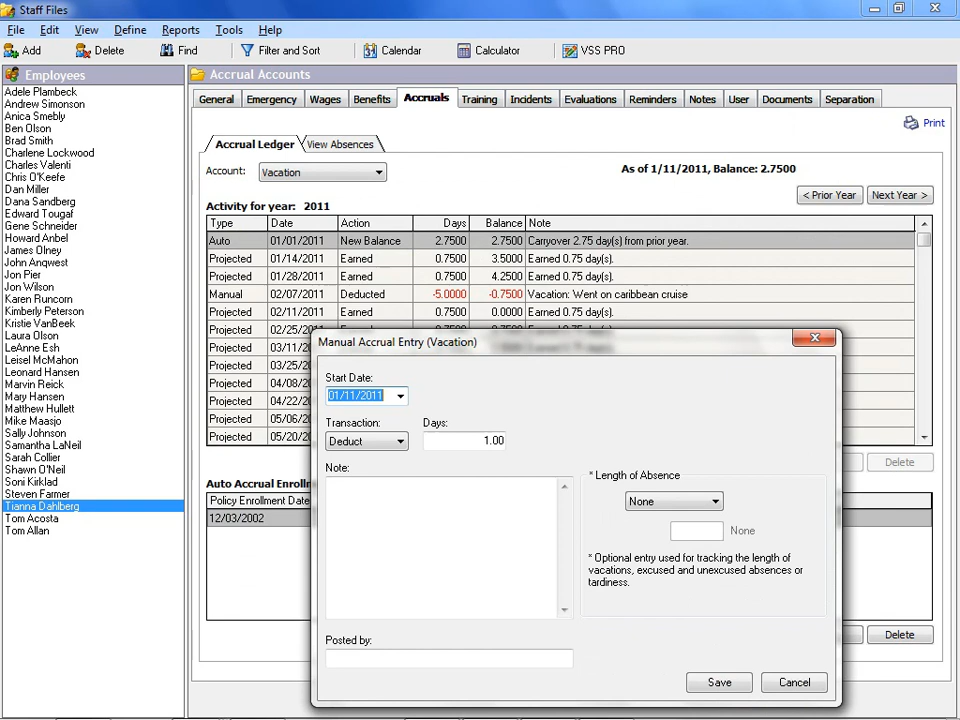 Staff Files
File Edit View Define Reports Tools Help
Add Delete Find Filter and Sort Calendar Calculator VSS PRO
Employees
Adele Plambeck
Andrew Simonson
Anica Smebly
Ben Olson
Brad Smith
Charlene Lockwood
Charles Valenti
Chris O'Keefe
Dan Miller
Dana Sandberg
Edward Tougaf
Gene Schneider
Howard Anbel
James Olney
John Anqwest
Jon Pier
Jon Wilson
Karen Runcorn
Kimberly Peterson
Kristie VanBeek
Laura Olson
LeAnne Esh
Leisel McMahon
Leonard Hansen
Marvin Reick
Mary Hansen
Matthew Hullett
Mike Maasjo
Sally Johnson
Samantha LaNeil
Sarah Collier
Shawn O'Neil
Soni Kirklad
Steven Farmer
Tianna Dahlberg
Tom Acosta
Tom Allan
Accrual Accounts
General Emergency Wages Benefits Accruals Training Incidents Evaluations Reminders Notes User Documents Separation
Print
Accrual Ledger View Absences
Account: Vacation As of 1/11/2011, Balance: 2.7500
< Prior Year Next Year >
Activity for year: 2011
Type Date Action Days Balance Note
Auto 01/01/2011 New Balance 2.7500 2.7500 Carryover 2.75 day(s) from prior year.
Projected 01/14/2011 Earned 0.7500 3.5000 Earned 0.75 day(s).
Projected 01/28/2011 Earned 0.7500 4.2500 Earned 0.75 day(s).
Manual 02/07/2011 Deducted -5.0000 -0.7500 Vacation: Went on caribbean cruise
Projected 02/11/2011 Earned 0.7500 0.0000 Earned 0.75 day(s).
Projected 02/25/2011 Earned 0.7500 0.7500 Earned 0.75 day(s).
Projected 03/11/
Projected 03/25/
Projected 04/08/
Projected 04/22/
Projected 05/06/
Projected 05/20/
Delete
Auto Accrual Enrollm
Policy Enrollment Date
12/03/2002
Delete
Manual Accrual Entry (Vacation)
Start Date:
01/11/2011
Transaction: Days:
Deduct 1.00
Note:
* Length of Absence
None
None
* Optional entry used for tracking the length of
vacations, excused and unexcused absences or
tardiness.
Posted by:
Save Cancel